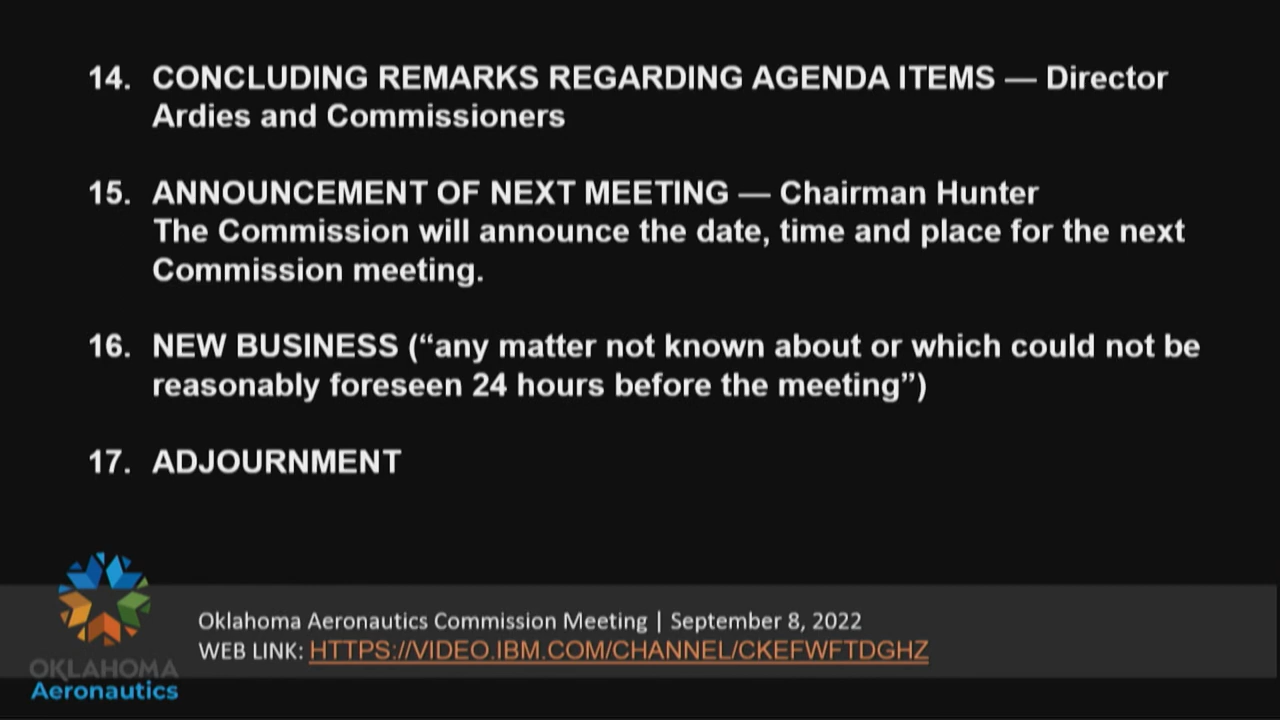 14. CONCLUDING REMARKS REGARDING AGENDA ITEMS — Director
Ardies and Commissioners
15. ANNOUNCEMENT OF NEXT MEETING — Chairman Hunter
The Commission will announce the date, time and place for the next
Commission meeting.
16. NEW BUSINESS (“any matter not known about or which could not be
reasonably foreseen 24 hours before the meeting”)
17. ADJOURNMENT
Oklahoma Aeronautics Commission Meeting | September 8, 2022
WEB LINK: HTTPS://VIDEO.IBM.COM/CHANNEL/CKEFWFTDGHZ
OKLAHOMA
Aeronautics